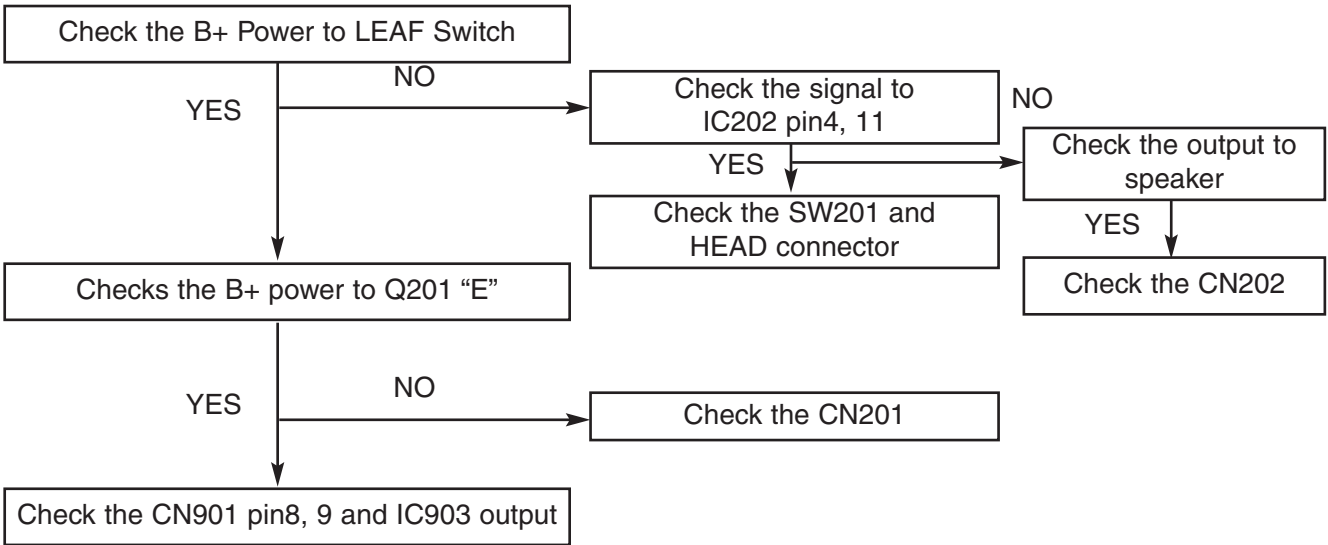 Check the B+ Power to LEAF Switch
NO
YES
Check the signal to
IC202 pin4, 11
NO
YES
Check the output to
speaker
Check the SW201 and
HEAD connector
YES
Check the CN202
Checks the B+ power to Q201 “E”
YES
NO
Check the CN201
Check the CN901 pin8, 9 and IC903 output